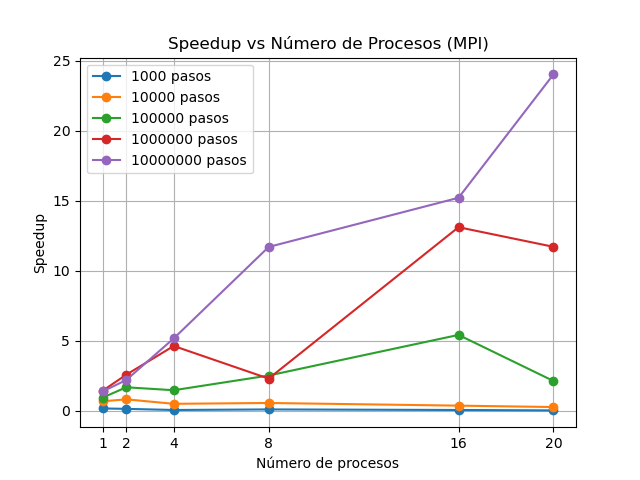 Speedup vs Número de Procesos (MPI)
25
20
15
10
5
0
Speedup
1000 pasos
10000 pasos
100000 pasos
1000000 pasos
10000000 pasos
1 2 4 8 16 20
Número de procesos